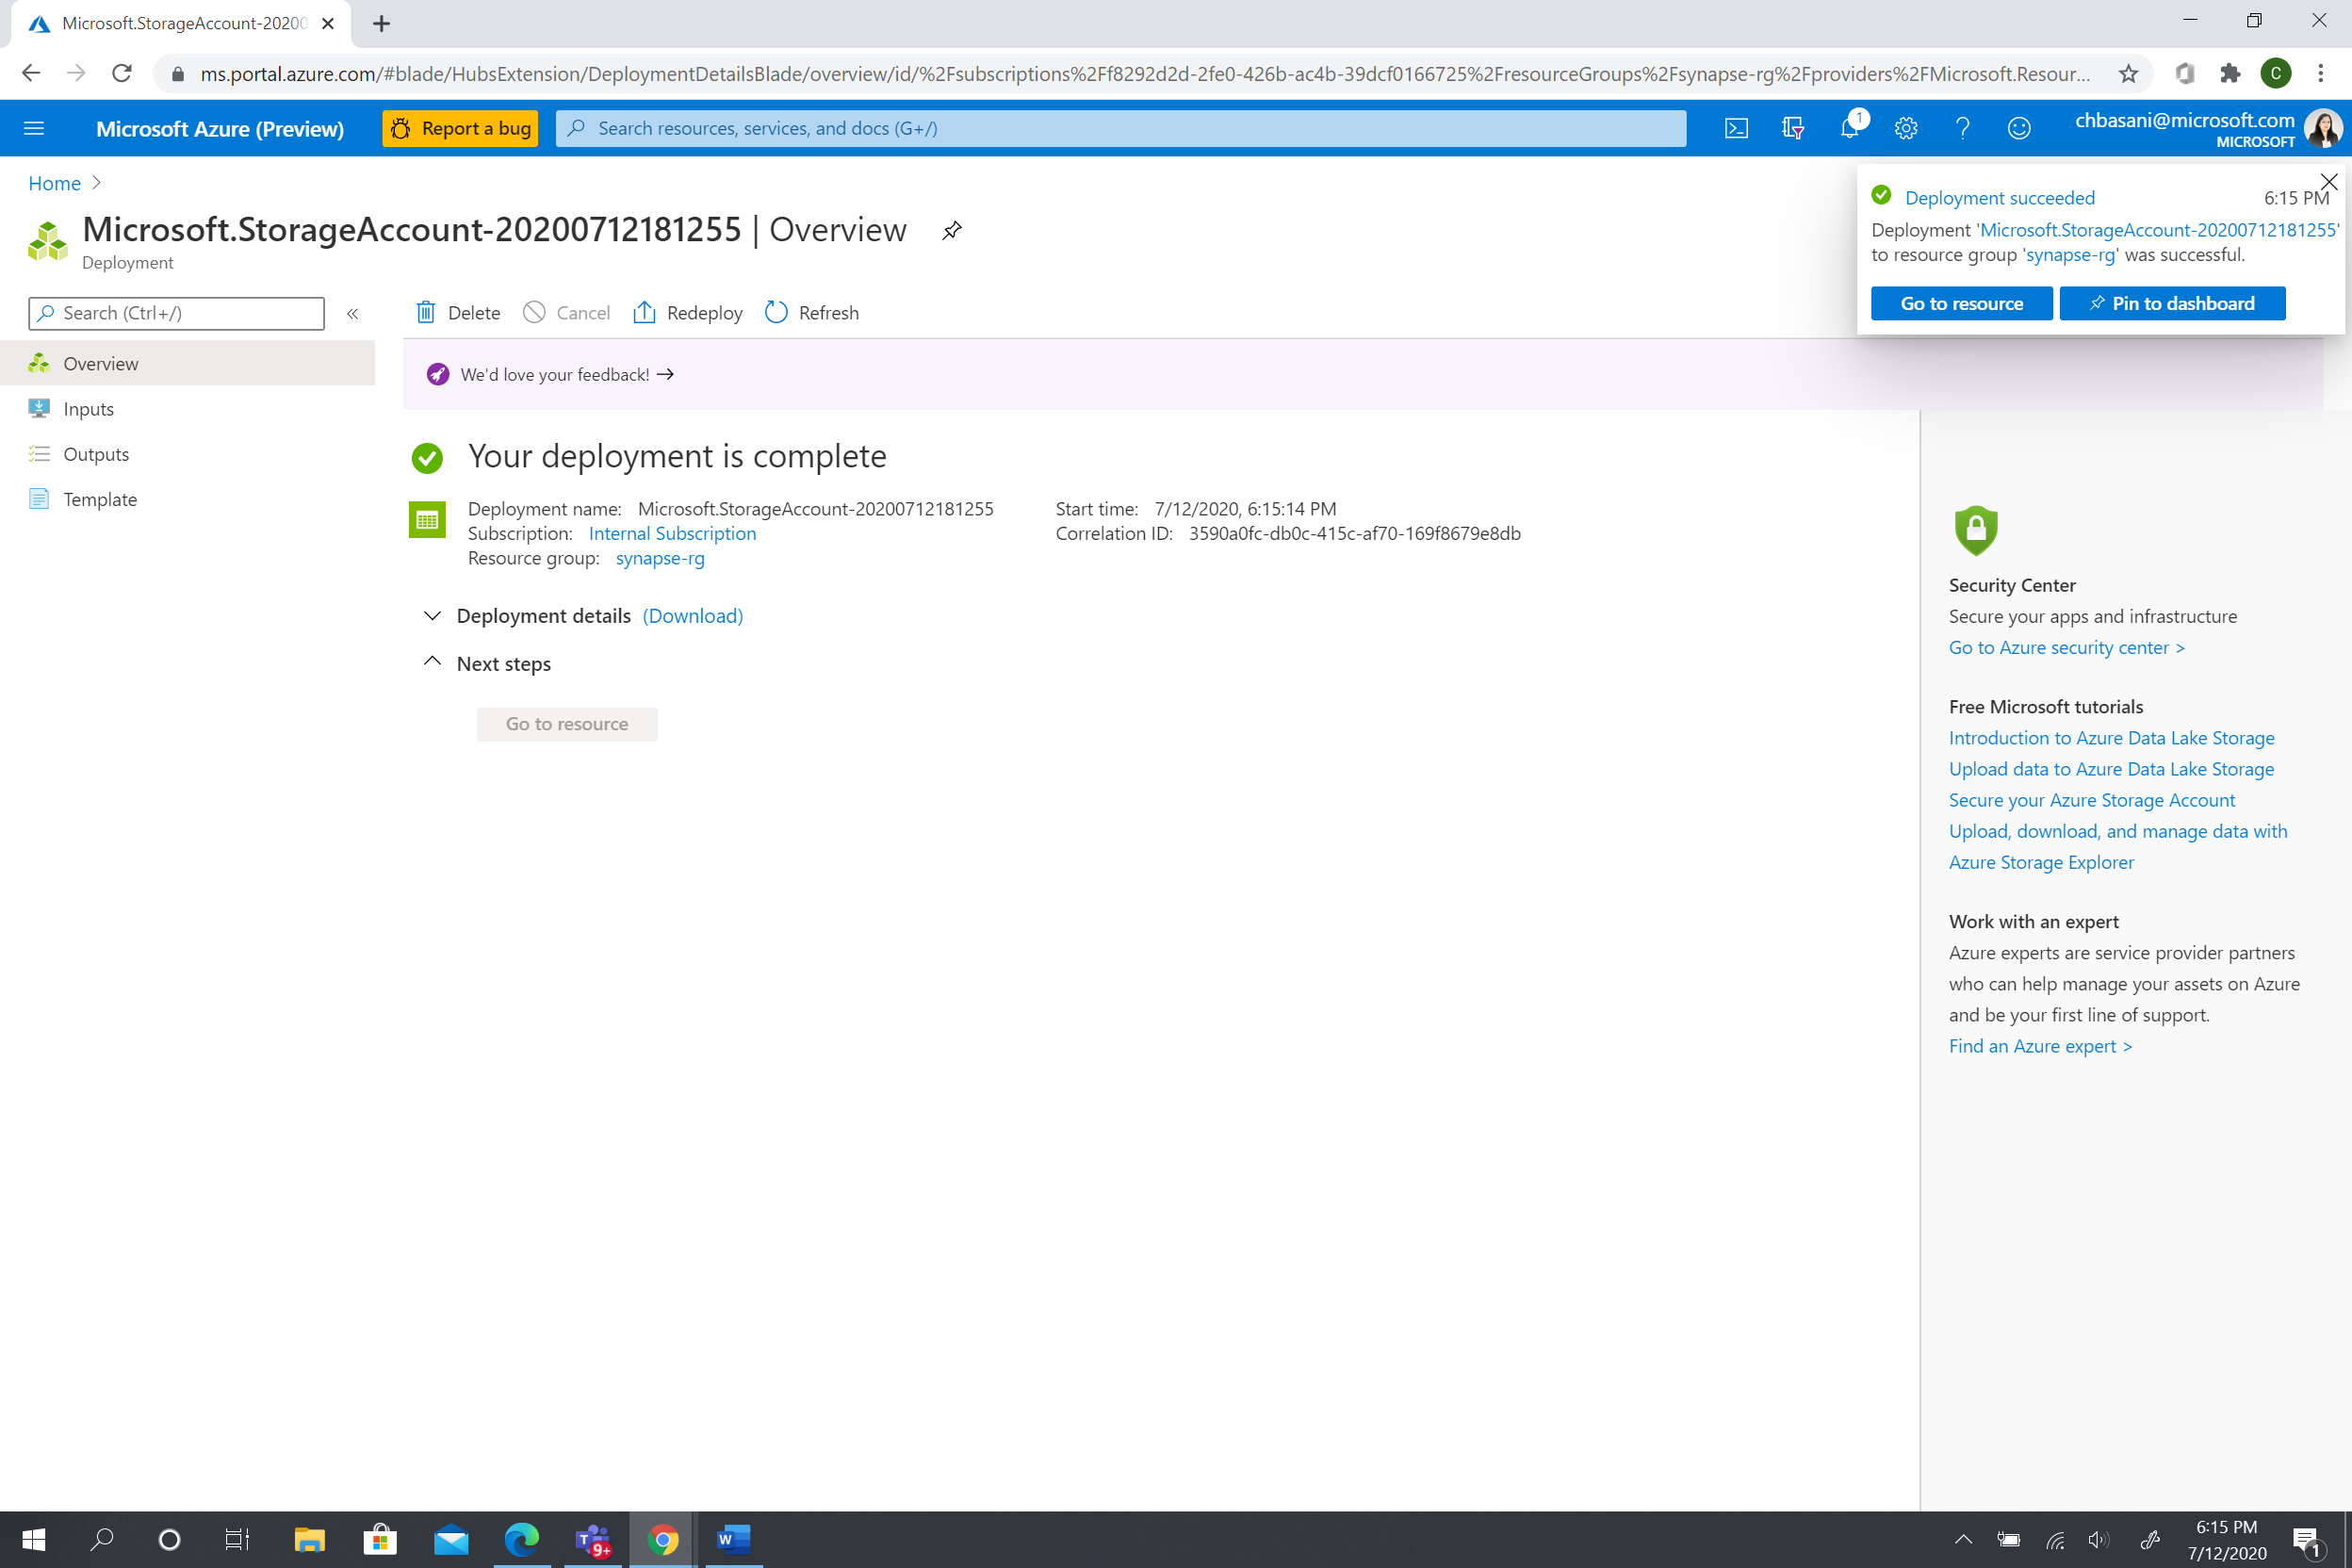 Microsoft.StorageAccount-20200
ms.portal.azure.com/#blade/HubsExtension/DeploymentDetailsBlade/overview/id/%2Fsubscriptions%2Ff8292d2d-2fe0-426b-ac4b-39dcf0166725%2FresourceGroups%2Fsynapse-rg%2Fproviders%2FMicrosoft.Resour...
C
Microsoft Azure (Preview)
Report a bug
Search resources, services, and docs (G+/)
1
chbasani@microsoft.com
MICROSOFT
Home
Microsoft.StorageAccount-20200712181255 | Overview
Deployment
Deployment succeeded
6:15 PM
Deployment 'Microsoft.StorageAccount-20200712181255'
to resource group 'synapse-rg' was successful.
Go to resource
Pin to dashboard
Search (Ctrl+/)
«
Delete
Cancel
Redeploy
Refresh
Overview
Inputs
Outputs
Template
We'd love your feedback! →
Your deployment is complete
Deployment name: Microsoft.StorageAccount-20200712181255
Subscription: Internal Subscription
Resource group: synapse-rg
Start time: 7/12/2020, 6:15:14 PM
Correlation ID: 3590a0fc-db0c-415c-af70-169f8679e8db
Deployment details (Download)
Next steps
Go to resource
Security Center
Secure your apps and infrastructure
Go to Azure security center >
Free Microsoft tutorials
Introduction to Azure Data Lake Storage
Upload data to Azure Data Lake Storage
Secure your Azure Storage Account
Upload, download, and manage data with
Azure Storage Explorer
Work with an expert
Azure experts are service provider partners
who can help manage your assets on Azure
and be your first line of support.
Find an Azure expert >
T
9+
W
6:15 PM
7/12/2020
1